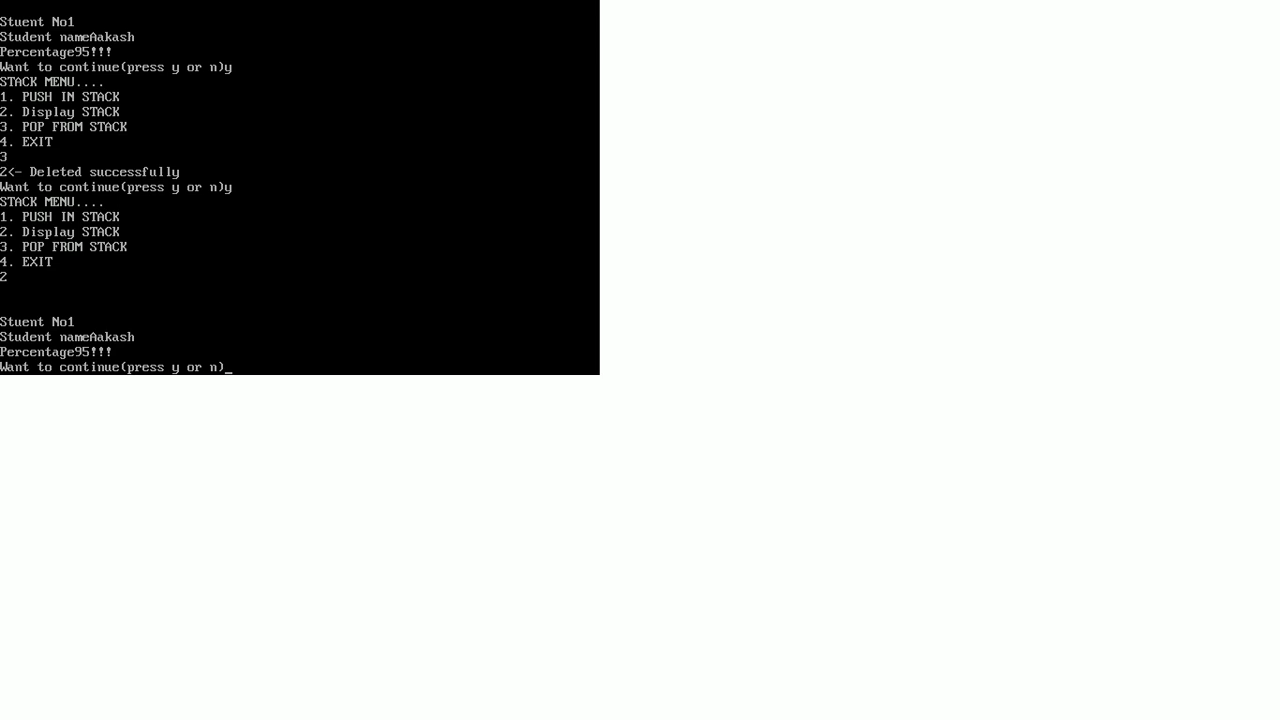 Stuent No1
Student nameAakash
Percentage95!!!
Want to continue(press y or n)y
STACK MENU....
1. PUSH IN STACK
2. Display STACK
3. POP FROM STACK
4. EXIT
3
2<- Deleted successfully
Want to continue(press y or n)y
STACK MENU....
1. PUSH IN STACK
2. Display STACK
3. POP FROM STACK
4. EXIT
2
Stuent No1
Student nameAakash
Percentage95!!!
Want to continue(press y or n)_